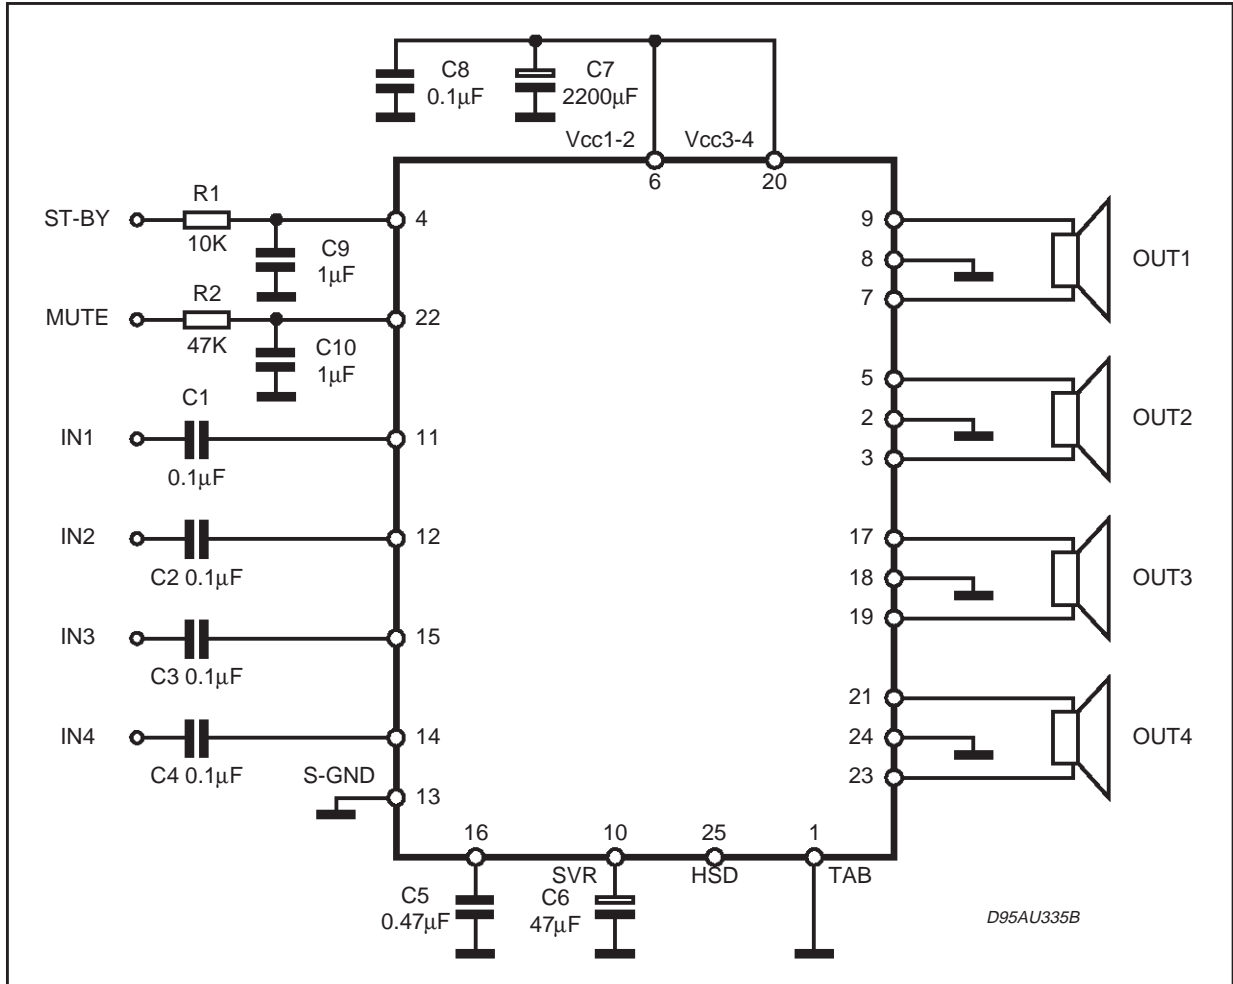 C8
0.1µF
C7
2200µF
Vcc1-2
Vcc3-4
6
20
ST-BY
R1
10K
4
C9
1µF
MUTE
R2
47K
22
C10
1µF
IN1
C1
0.1µF
11
IN2
C2 0.1µF
12
IN3
C3 0.1µF
15
IN4
C4 0.1µF
14
S-GND
13
9
8
7
OUT1
5
2
3
OUT2
17
18
19
OUT3
21
24
23
OUT4
16
10
25
1
SVR
HSD
TAB
C5
0.47µF
C6
47µF
D95AU335B